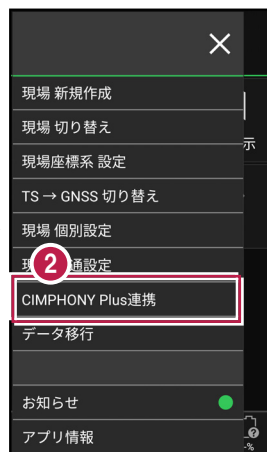 現場 新規作成
現場 切り替え
示
現場座標系 設定
TS → GNSS 切り替え
現場 個別設定
2
通設定
CIMPHONY Plus連携
データ移行
お知らせ
アプリ情報
-%